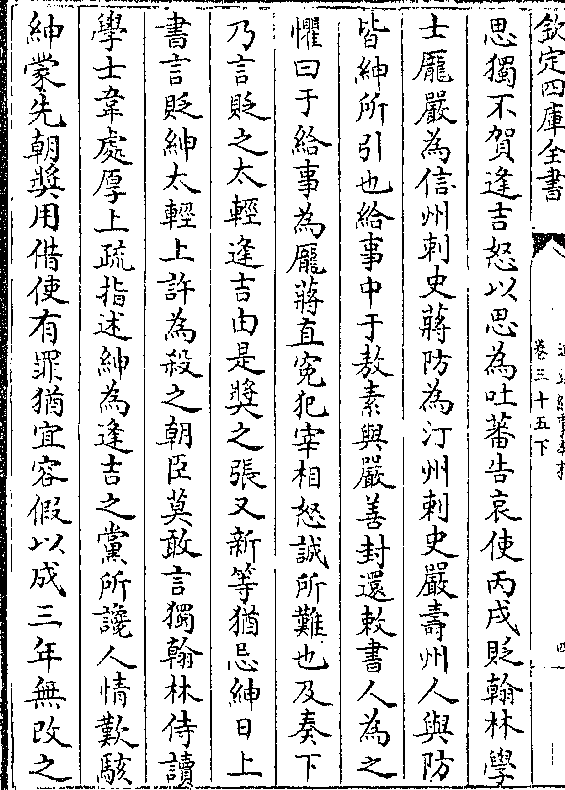 欽定四庫全書
卷三十五下
四
思獨不賀逢吉怒以思為吐蕃告哀使丙戌貶翰林學
士龐嚴為信州刺史蔣防為汀州刺史嚴壽州人與防
皆紳所引也給事中于敖素與嚴善封還敕書人為之
懼曰于給事為龐蔣直寃犯宰相怒誠所難也及奏下
乃言貶之太輕逢吉由是奬之張又新等猶忌紳日上
書言貶紳太輕上許為殺之朝臣莫敢言獨翰林侍讀
學士韋處厚上疏指述紳為逢吉之黨所讒人情歎駭
紳蒙先朝奬用借使有罪猶宜容假以成三年無改之